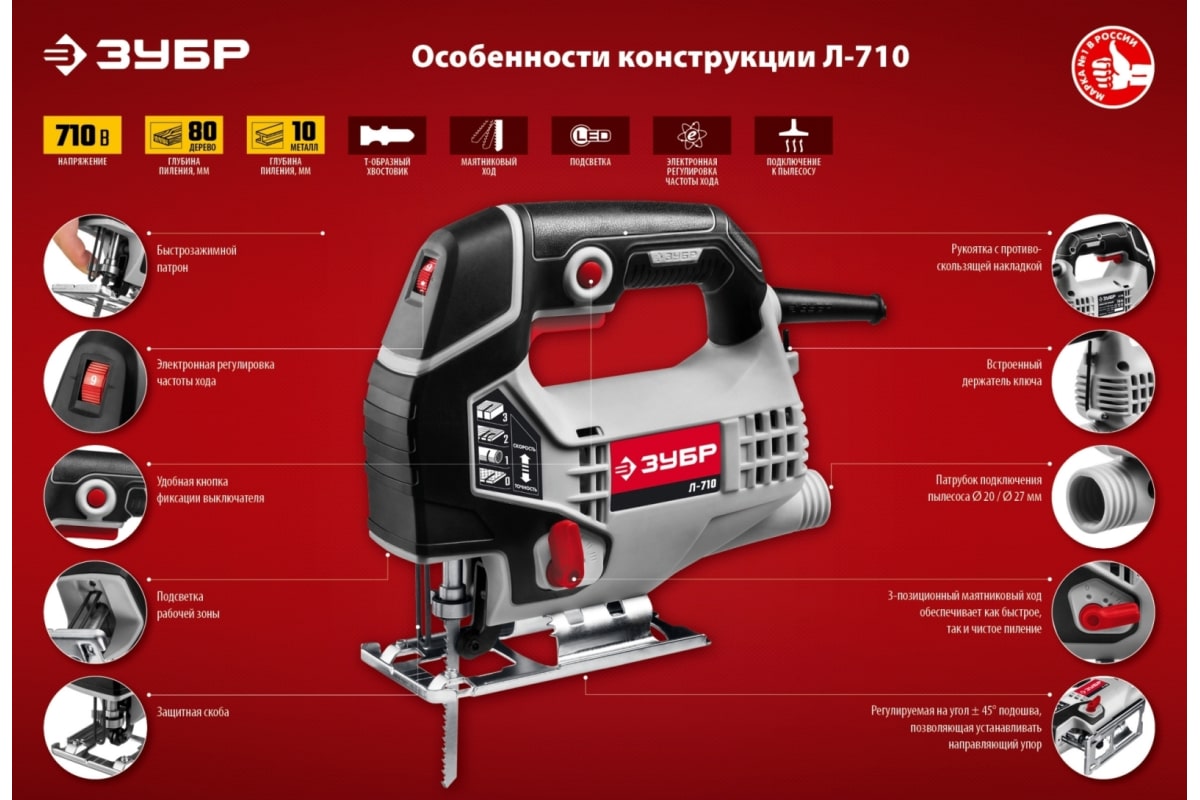 ЗУБР
Особенности конструкции Л-710
МАРКА №1 В РОССИИ
710 В
НАПРЯЖЕНИЕ
80
ДЕРЕВО
ГЛУБИНА
ПИЛЕНИЯ, ММ
10
МЕТАЛЛ
ГЛУБИНА
ПИЛЕНИЯ, ММ
Т-ОБРАЗНЫЙ
ХВОСТОВИК
МАЯТНИКОВЫЙ
ХОД
LED
ПОДСВЕТКА
e
ЭЛЕКТРОННАЯ
РЕГУЛИРОВКА
ЧАСТОТЫ ХОДА
ПОДКЛЮЧЕНИЕ
К ПЫЛЕСОСУ
Быстрозажимной
патрон
Электронная регулировка
частоты хода
6
Удобная кнопка
фиксации выключателя
Подсветка
рабочей зоны
Защитная скоба
ЗУБР
ЗУБР
3
2
1
0
СКОРОСТЬ
ТОЧНОСТЬ
ЗУБР
Л-710
Рукоятка с противо-
скользящей накладкой
ЗУБР
Встроенный
держатель ключа
Патрубок подключения
пылесоса Ø 20 / Ø 27 мм
3-позиционный маятниковый ход
обеспечивает как быстрое,
так и чистое пиление
Регулируемая на угол ± 45° подошва,
позволяющая устанавливать
направляющий упор